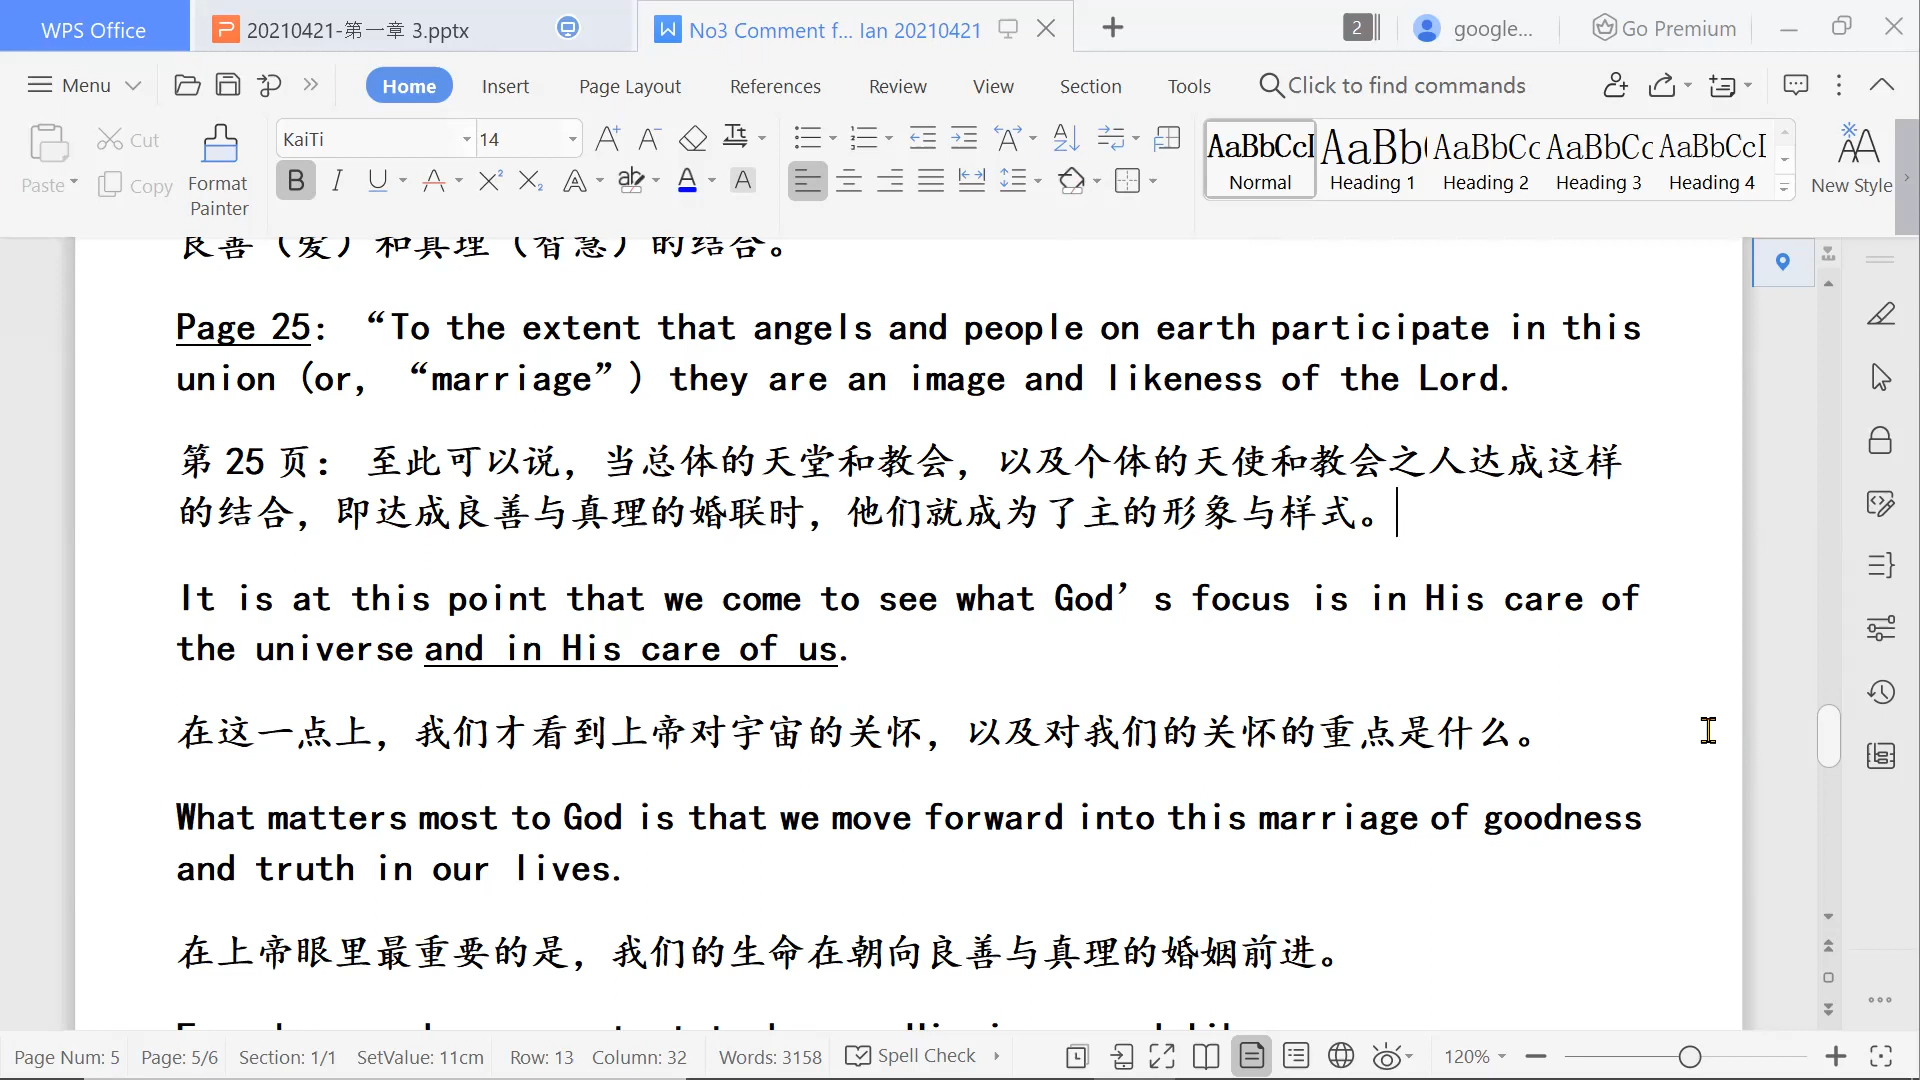 WPS Office
20210421-第一章 3.pptx
No3 Comment f... Ian 20210421
2
google...
Go Premium
Menu
Home
Insert
Page Layout
References
Review
View
Section
Tools
Click to find commands
Paste
Cut
Copy
Format
Painter
KaiTi
14
AaBbCcI
Normal
AaBb(
Heading 1
AaBbCc
Heading 2
AaBbCc
Heading 3
AaBbCcI
Heading 4
New Style
良善（爱）和真理（智慧）的结合。
Page 25: “To the extent that angels and people on earth participate in this
union (or, “marriage”) they are an image and likeness of the Lord.
第 25 页： 至此可以说，当总体的天堂和教会，以及个体的天使和教会之人达成这样
的结合，即达成良善与真理的婚联时，他们就成为了主的形象与样式。
It is at this point that we come to see what God’s focus is in His care of
the universe and in His care of us.
在这一点上，我们才看到上帝对宇宙的关怀，以及对我们的关怀的重点是什么。
What matters most to God is that we move forward into this marriage of goodness
and truth in our lives.
在上帝眼里最重要的是，我们的生命在朝向良善与真理的婚姻前进。
Page Num: 5
Page: 5/6
Section: 1/1
SetValue: 11cm
Row: 13
Column: 32
Words: 3158
Spell Check
120%